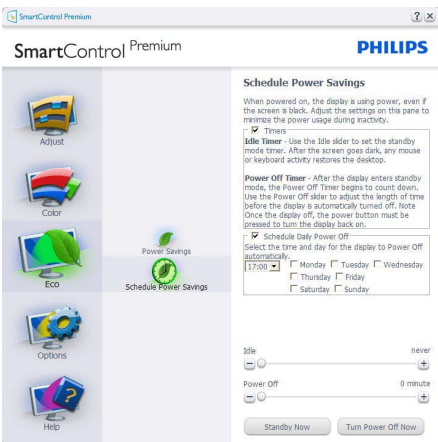 SmartControl Premium
? X
SmartControl Premium
PHILIPS
Adjust
Color
Eco
Options
Help
Power Savings
Schedule Power Savings
Schedule Power Savings
When powered on, the display is using power, even if
the screen is black. Adjust the settings on this pane to
minimize the power usage during inactivity.
Timers
Idle Timer - Use the Idle slider to set the standby
mode timer. After the screen goes dark, any mouse
or keyboard activity restores the desktop.
Power Off Timer - After the display enters standby
mode, the Power Off Timer begins to count down.
Use the Power Off slider to adjust the length of time
before the display is automatically turned off. Note
Once the display off, the power button must be
pressed to turn the display back on.
Schedule Daily Power Off
Select the time and day for the display to Power Off
automatically.
17:00 Monday Tuesday Wednesday
Thursday Friday
Saturday Sunday
Idle never
Power Off 0 minute
Standby Now Turn Power Off Now